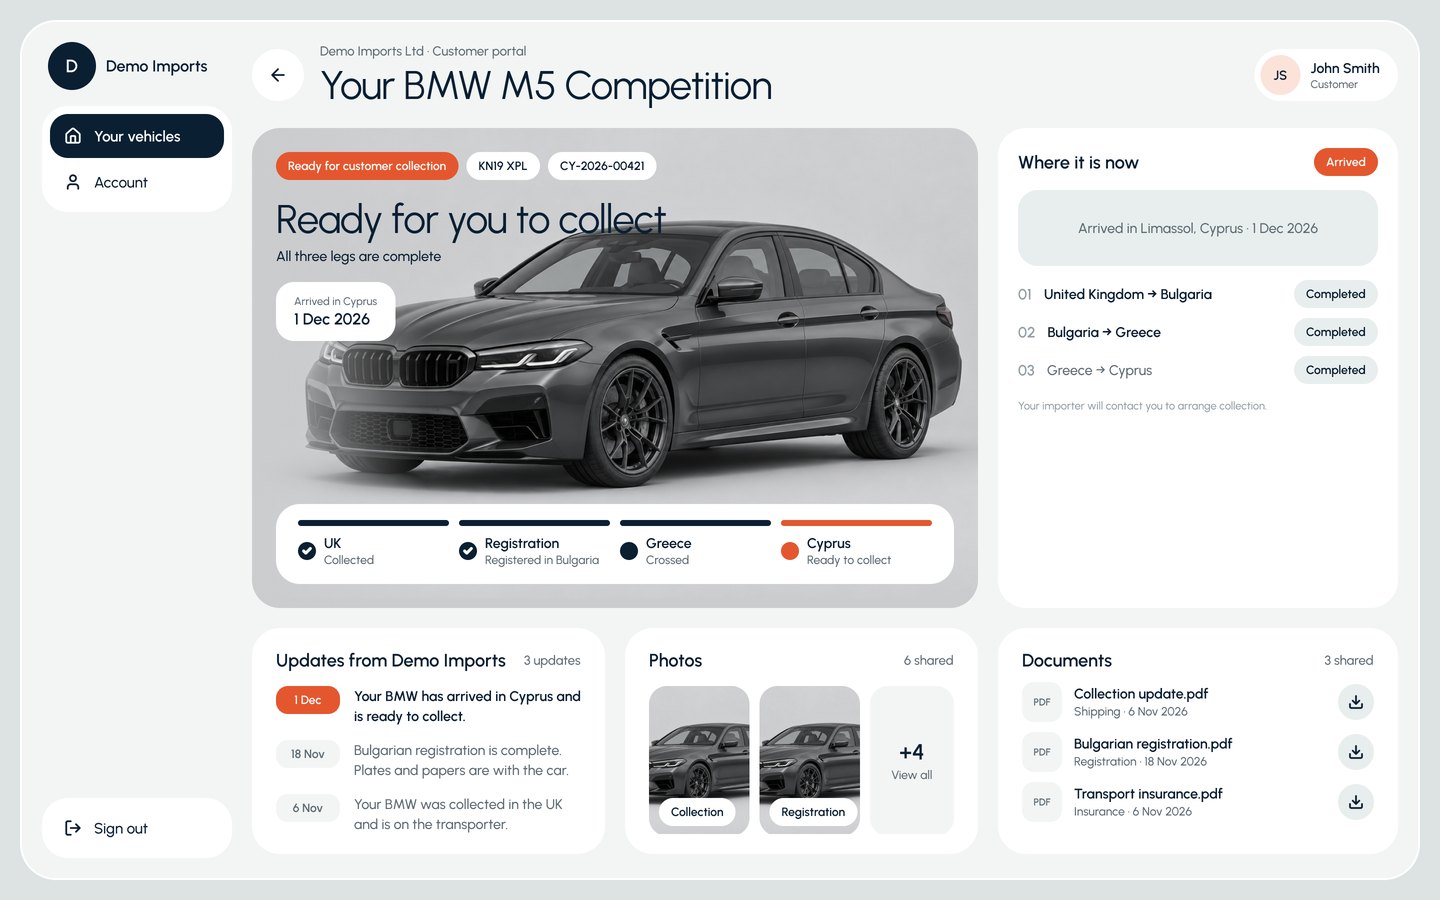 D
Demo Imports
Your vehicles
Account
Sign out
Demo Imports Ltd · Customer portal
Your BMW M5 Competition
JS
John Smith
Customer
Ready for customer collection
KN19 XPL
CY-2026-00421
Ready for you to collect
All three legs are complete
Arrived in Cyprus
1 Dec 2026
UK
Collected
Registration
Registered in Bulgaria
Greece
Crossed
Cyprus
Ready to collect
Where it is now
Arrived
Arrived in Limassol, Cyprus · 1 Dec 2026
01 United Kingdom → Bulgaria Completed
02 Bulgaria → Greece Completed
03 Greece → Cyprus Completed
Your importer will contact you to arrange collection.
Updates from Demo Imports
3 updates
1 Dec
Your BMW has arrived in Cyprus and
is ready to collect.
18 Nov
Bulgarian registration is complete.
Plates and papers are with the car.
6 Nov
Your BMW was collected in the UK
and is on the transporter.
Photos
6 shared
Collection
Registration
+4
View all
Documents
3 shared
PDF
Collection update.pdf
Shipping · 6 Nov 2026
PDF
Bulgarian registration.pdf
Registration · 18 Nov 2026
PDF
Transport insurance.pdf
Insurance · 6 Nov 2026